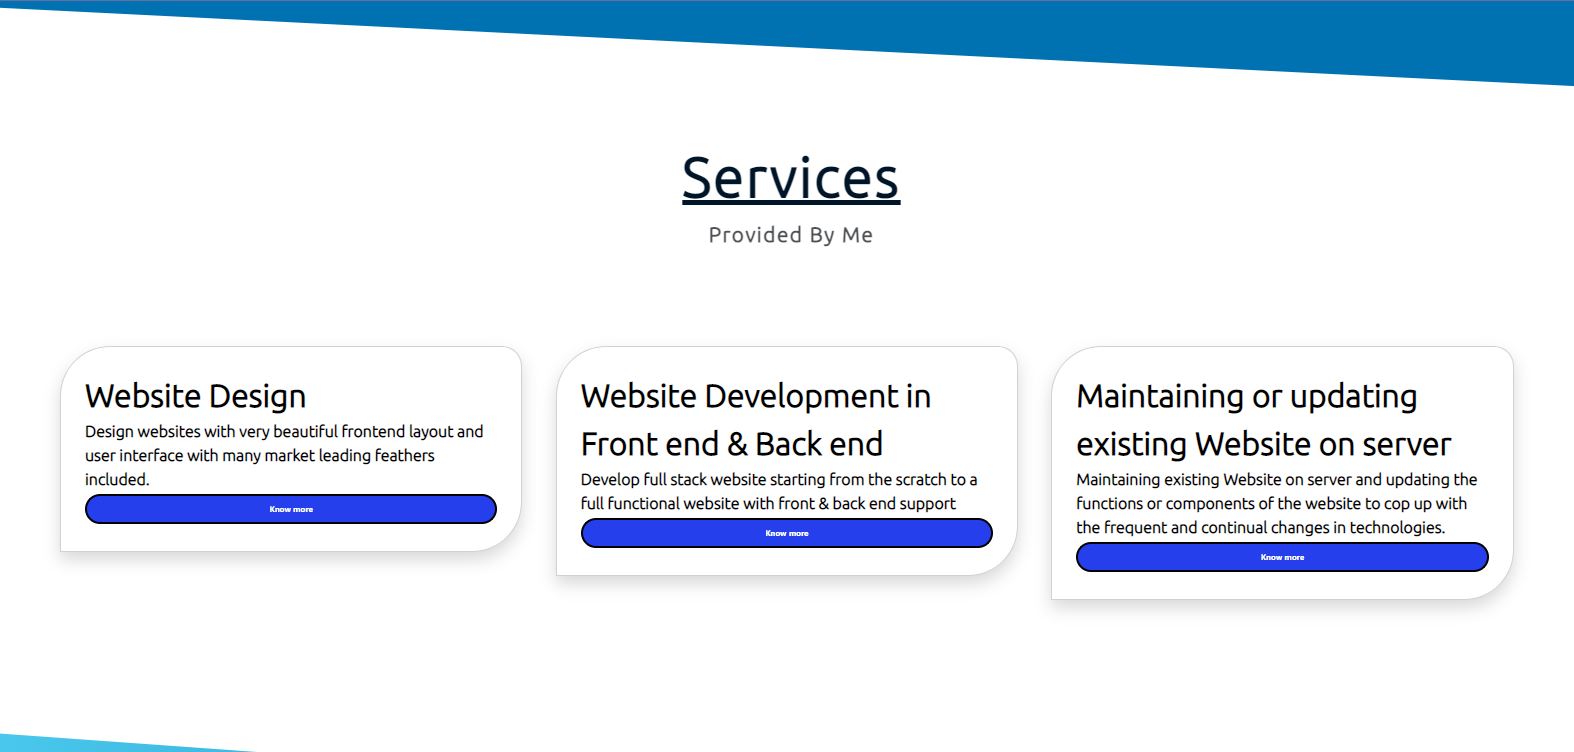 Services
Provided By Me
Website Design
Design websites with very beautiful frontend layout and
user interface with many market leading feathers
included.
Know more
Website Development in
Front end & Back end
Develop full stack website starting from the scratch to a
full functional website with front & back end support
Know more
Maintaining or updating
existing Website on server
Maintaining existing Website on server and updating the
functions or components of the website to cop up with
the frequent and continual changes in technologies.
Know more